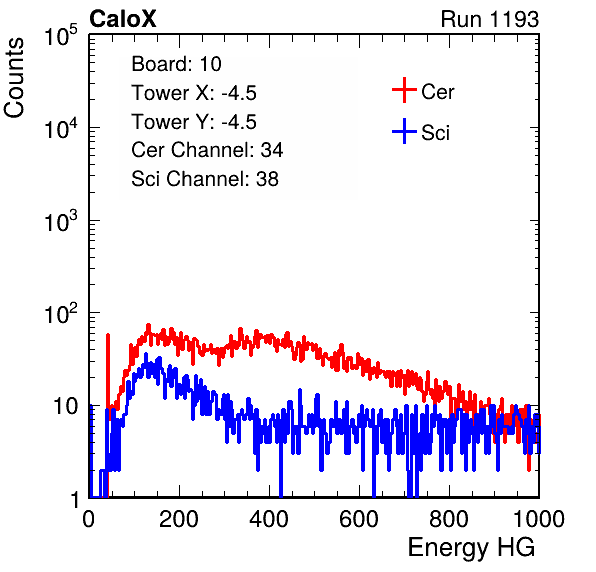 CaloX Run 1193
Counts
Board: 10
Tower X: -4.5
Tower Y: -4.5
Cer Channel: 34
Sci Channel: 38
Cer
Sci
10^5
10^4
10^3
10^2
10
1
0 200 400 600 800 1000
Energy HG